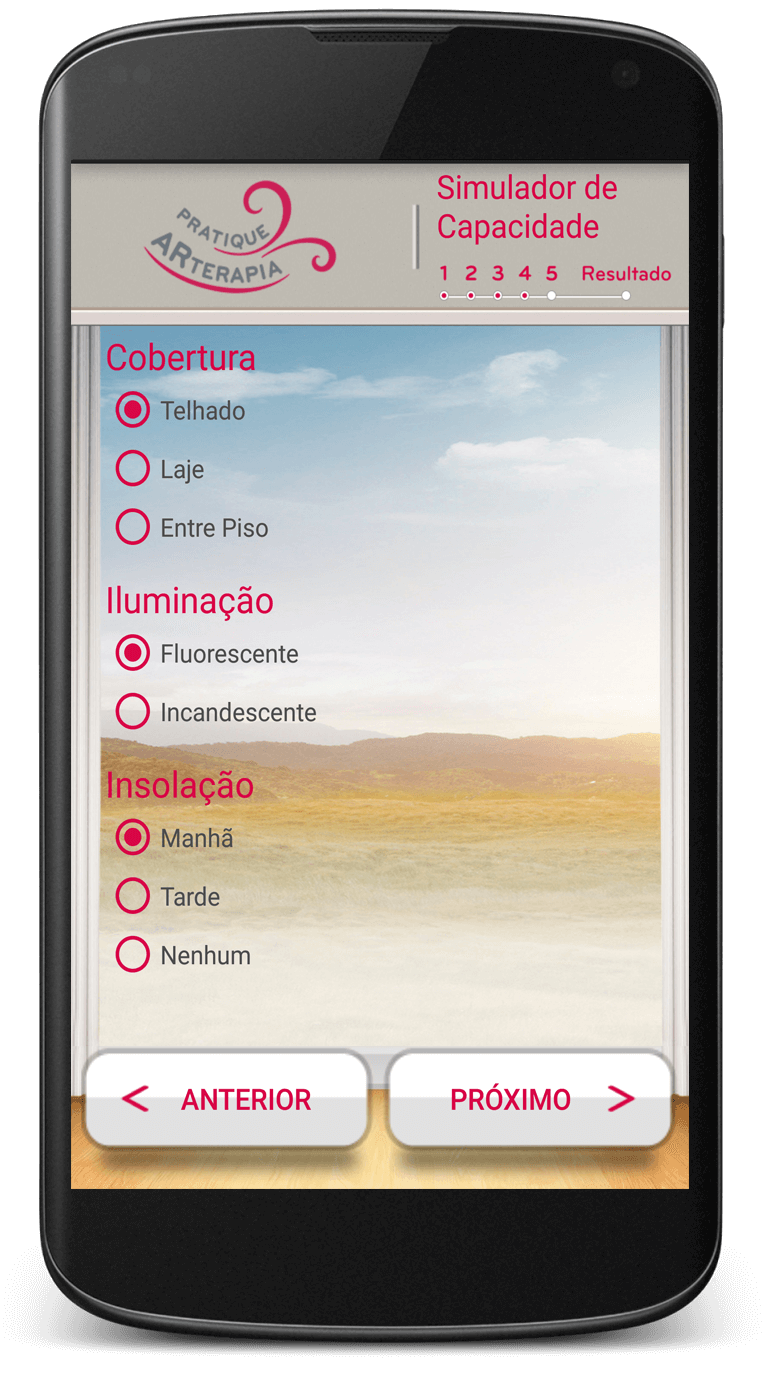 PRATIQUE
ARTERAPIA
Simulador de
Capacidade
1 2 3 4 5 Resultado
Cobertura
Telhado
Laje
Entre Piso
Iluminação
Fluorescente
Incandescente
Insolação
Manhã
Tarde
Nenhum
< ANTERIOR
PRÓXIMO >